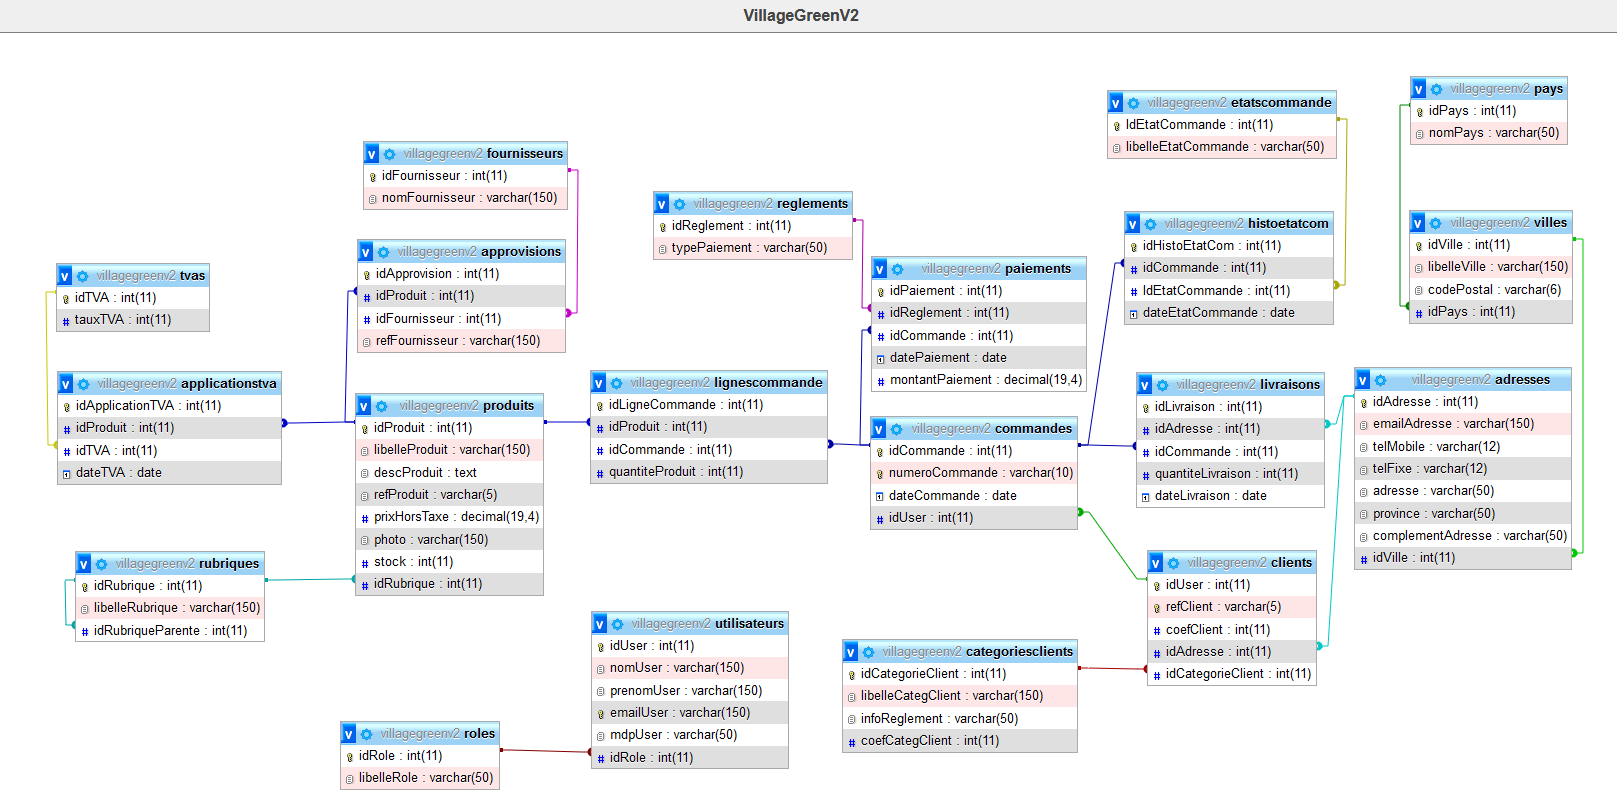 VillageGreenV2
villagegreenv2 pays
idPays : int(11)
nomPays : varchar(50)
villagegreenv2 etatscommande
IdEtatCommande : int(11)
libelleEtatCommande : varchar(50)
villagegreenv2 fournisseurs
idFournisseur : int(11)
nomFournisseur : varchar(150)
villagegreenv2 reglements
idReglement : int(11)
typePaiement : varchar(50)
villagegreenv2 histoetatcom
idHistoEtatCom : int(11)
idCommande : int(11)
IdEtatCommande : int(11)
dateEtatCommande : date
villagegreenv2 villes
idVille : int(11)
libelleVille : varchar(150)
codePostal : varchar(6)
idPays : int(11)
villagegreenv2 approvisions
idApprovision : int(11)
idProduit : int(11)
idFournisseur : int(11)
refFournisseur : varchar(150)
villagegreenv2 tvas
idTVA : int(11)
tauxTVA : int(11)
villagegreenv2 paiements
idPaiement : int(11)
idReglement : int(11)
idCommande : int(11)
datePaiement : date
montantPaiement : decimal(19,4)
villagegreenv2 applicationstva
idApplicationTVA : int(11)
idProduit : int(11)
idTVA : int(11)
dateTVA : date
villagegreenv2 produits
idProduit : int(11)
libelleProduit : varchar(150)
descProduit : text
refProduit : varchar(5)
prixHorsTaxe : decimal(19,4)
photo : varchar(150)
stock : int(11)
idRubrique : int(11)
villagegreenv2 lignescommande
idLigneCommande : int(11)
idProduit : int(11)
idCommande : int(11)
quantiteProduit : int(11)
villagegreenv2 commandes
idCommande : int(11)
numeroCommande : varchar(10)
dateCommande : date
idUser : int(11)
villagegreenv2 livraisons
idLivraison : int(11)
idAdresse : int(11)
idCommande : int(11)
quantiteLivraison : int(11)
dateLivraison : date
villagegreenv2 adresses
idAdresse : int(11)
emailAdresse : varchar(150)
telMobile : varchar(12)
telFixe : varchar(12)
adresse : varchar(50)
province : varchar(50)
complementAdresse : varchar(50)
idVille : int(11)
villagegreenv2 rubriques
idRubrique : int(11)
libelleRubrique : varchar(150)
idRubriqueParente : int(11)
villagegreenv2 clients
idUser : int(11)
refClient : varchar(5)
coefClient : int(11)
idAdresse : int(11)
idCategorieClient : int(11)
villagegreenv2 utilisateurs
idUser : int(11)
nomUser : varchar(150)
prenomUser : varchar(150)
emailUser : varchar(150)
mdpUser : varchar(50)
idRole : int(11)
villagegreenv2 categoriesclients
idCategorieClient : int(11)
libelleCategClient : varchar(150)
infoReglement : varchar(50)
coefCategClient : int(11)
villagegreenv2 roles
idRole : int(11)
libelleRole : varchar(50)